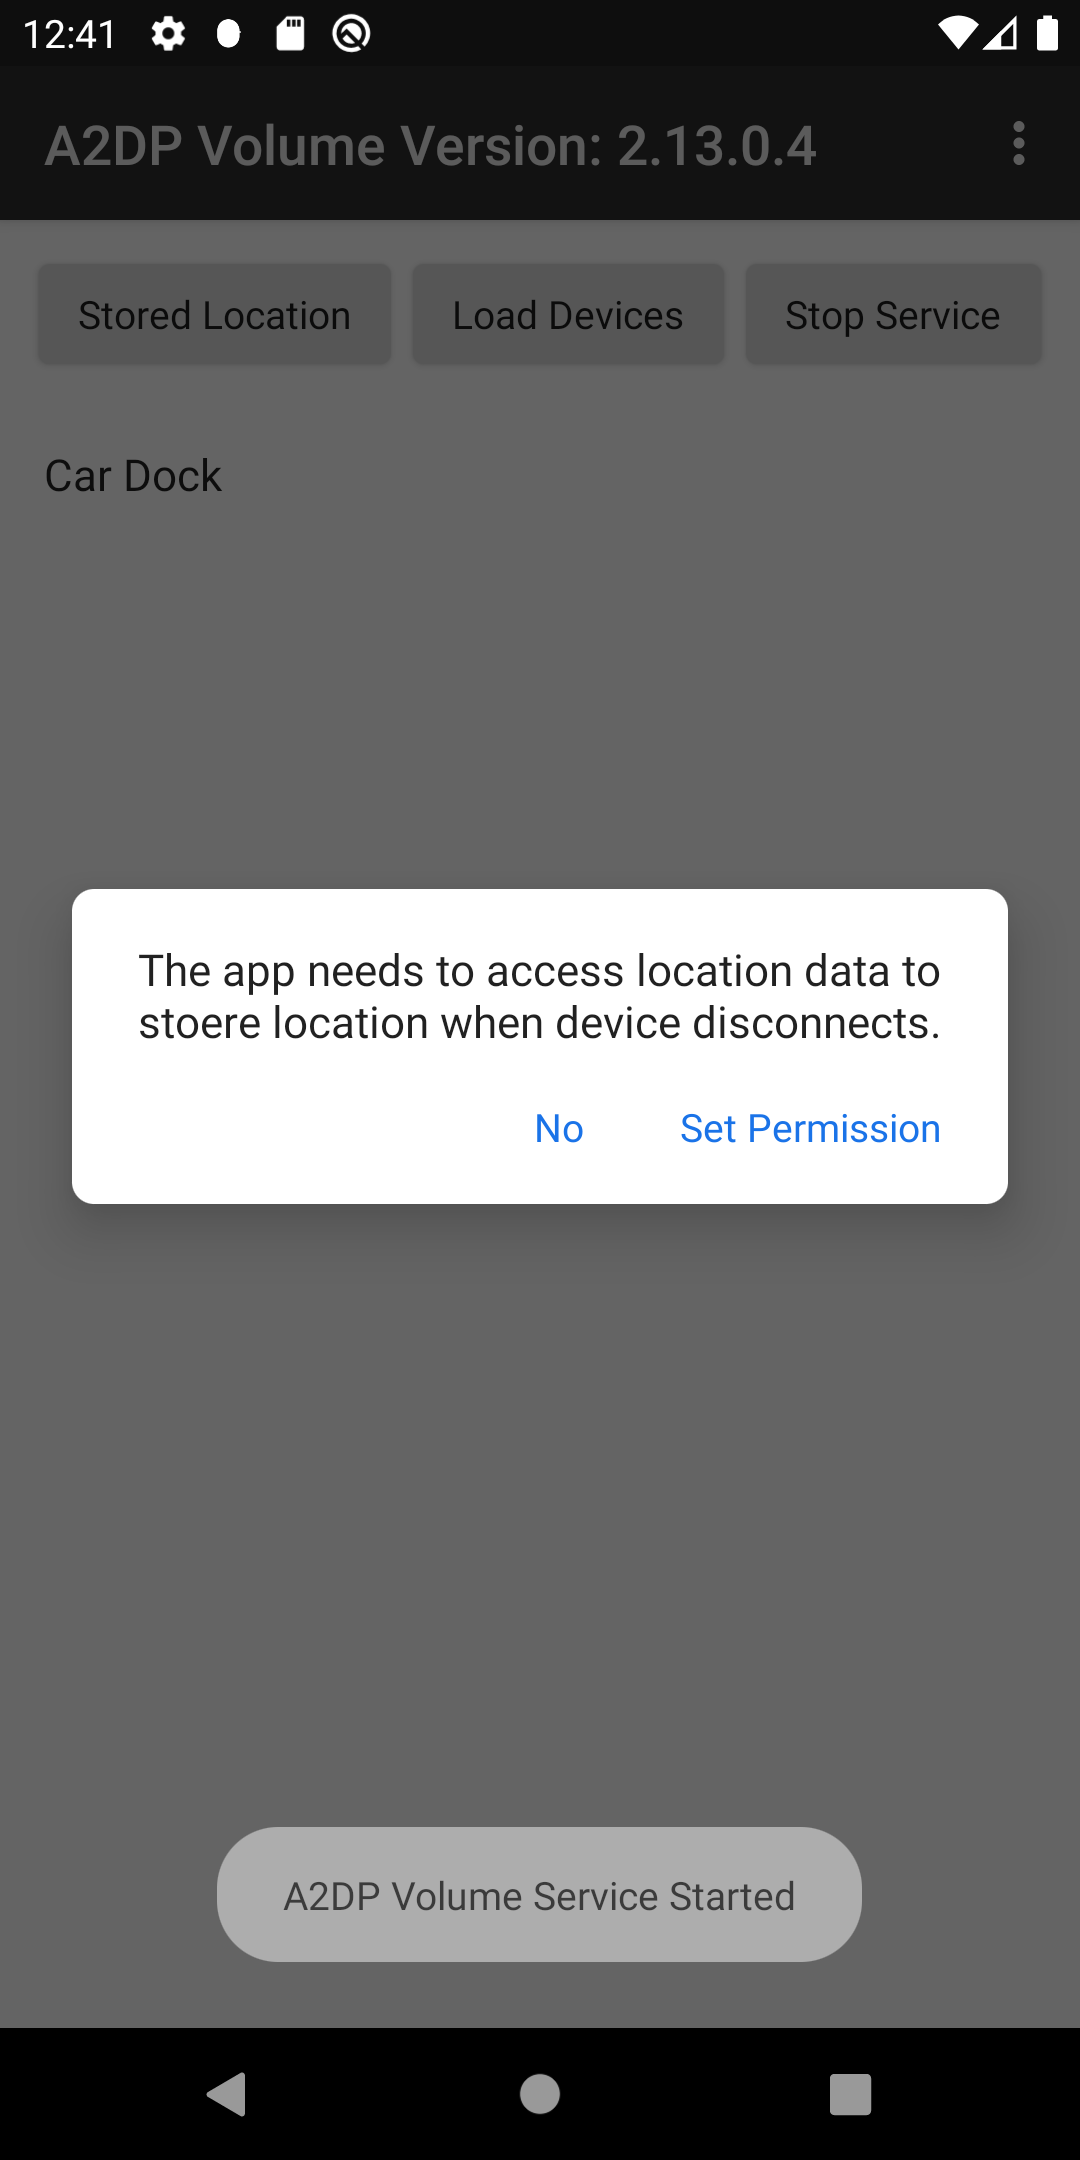 12:41
A2DP Volume Version: 2.13.0.4
Stored Location
Load Devices
Stop Service
Car Dock
The app needs to access location data to
stoere location when device disconnects.
No
Set Permission
A2DP Volume Service Started